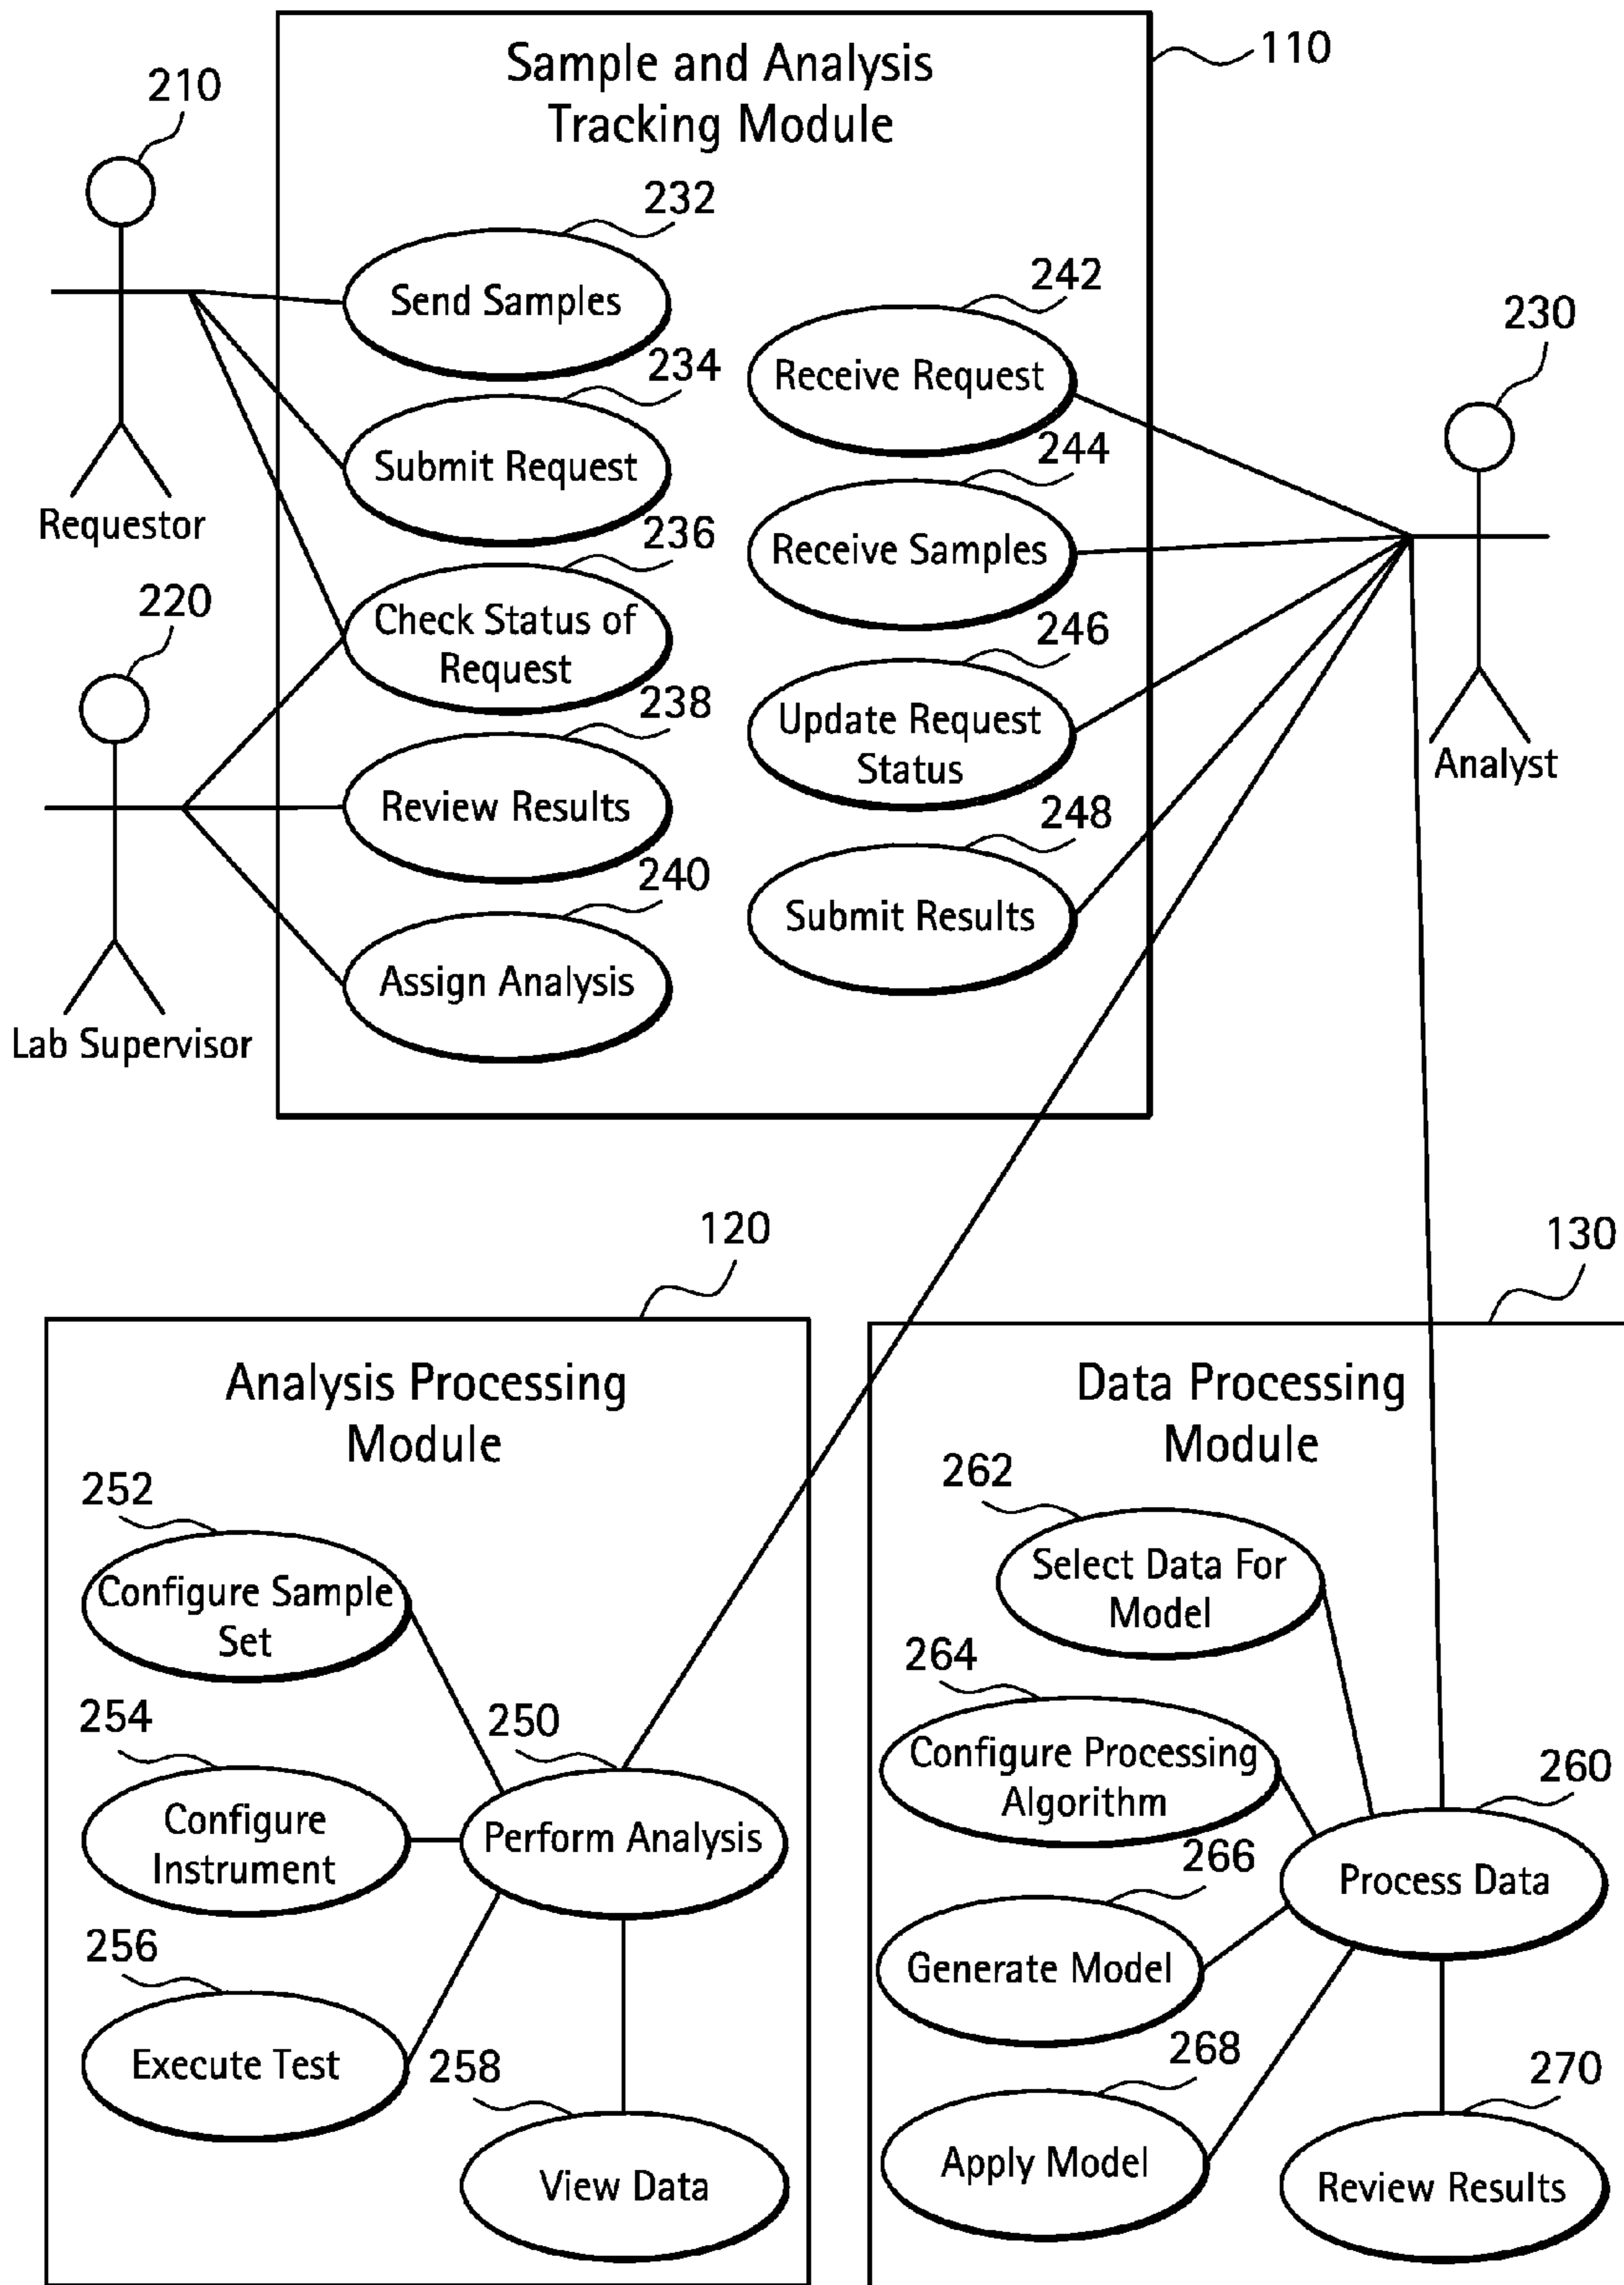 Sample and Analysis
Tracking Module
110
210
Requestor
220
Lab Supervisor
232
Send Samples
234
Submit Request
236
Check Status of
Request
238
Review Results
240
Assign Analysis
242
Receive Request
244
Receive Samples
246
Update Request
Status
248
Submit Results
230
Analyst
120
Analysis Processing
Module
252
Configure Sample
Set
254
Configure
Instrument
250
Perform Analysis
256
Execute Test
258
View Data
130
Data Processing
Module
262
Select Data For
Model
264
Configure Processing
Algorithm
260
Process Data
266
Generate Model
268
Apply Model
270
Review Results